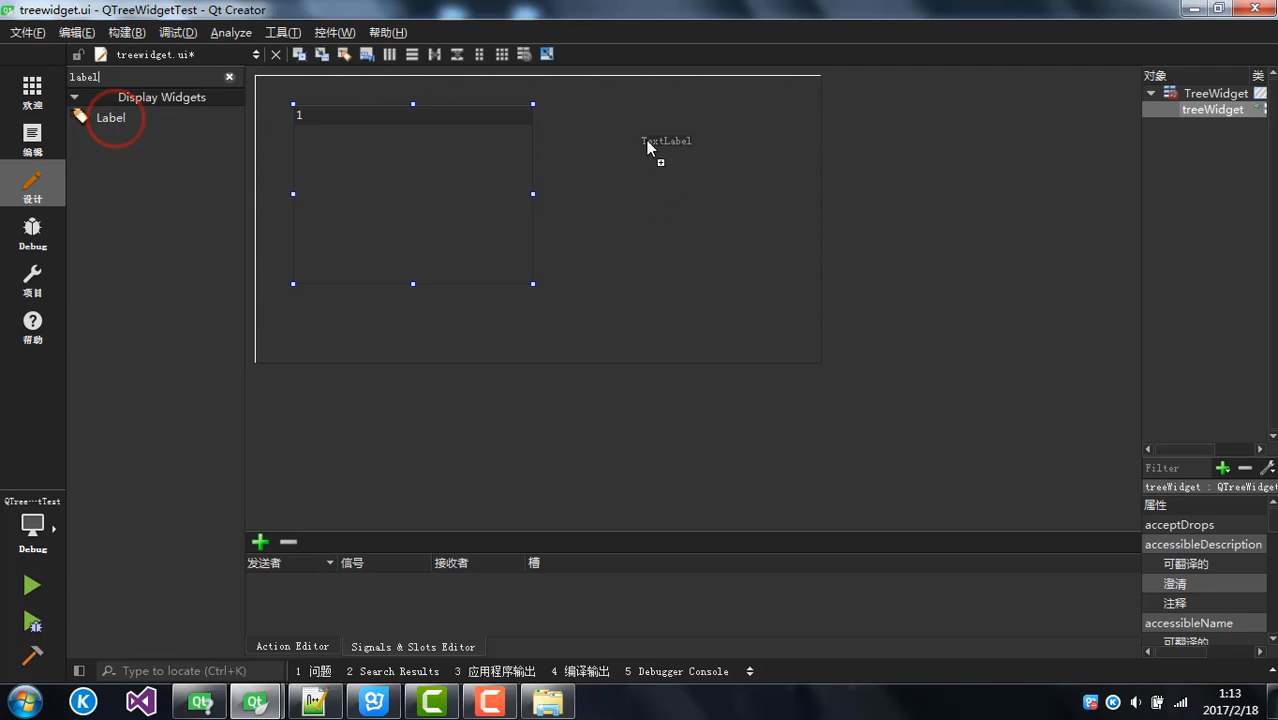 treewidget.ui - QTreeWidgetTest - Qt Creator
文件(F) 编辑(E) 构建(B) 调试(D) Analyze 工具(T) 控件(W) 帮助(H)
treewidget.ui*
label
Display Widgets
Label
欢迎
编辑
设计
Debug
项目
帮助
QTree···tTest
Debug
1
TextLabel
对象 类
TreeWidget
treeWidget
Filter
treeWidget : QTreeWidget
属性
acceptDrops
accessibleDescription
可翻译的
澄清
注释
accessibleName
可翻译的
发送者 信号 接收者 槽
Action Editor Signals & Slots Editor
Type to locate (Ctrl+K) 1 问题 2 Search Results 3 应用程序输出 4 编译输出 5 Debugger Console
1:13
2017/2/18